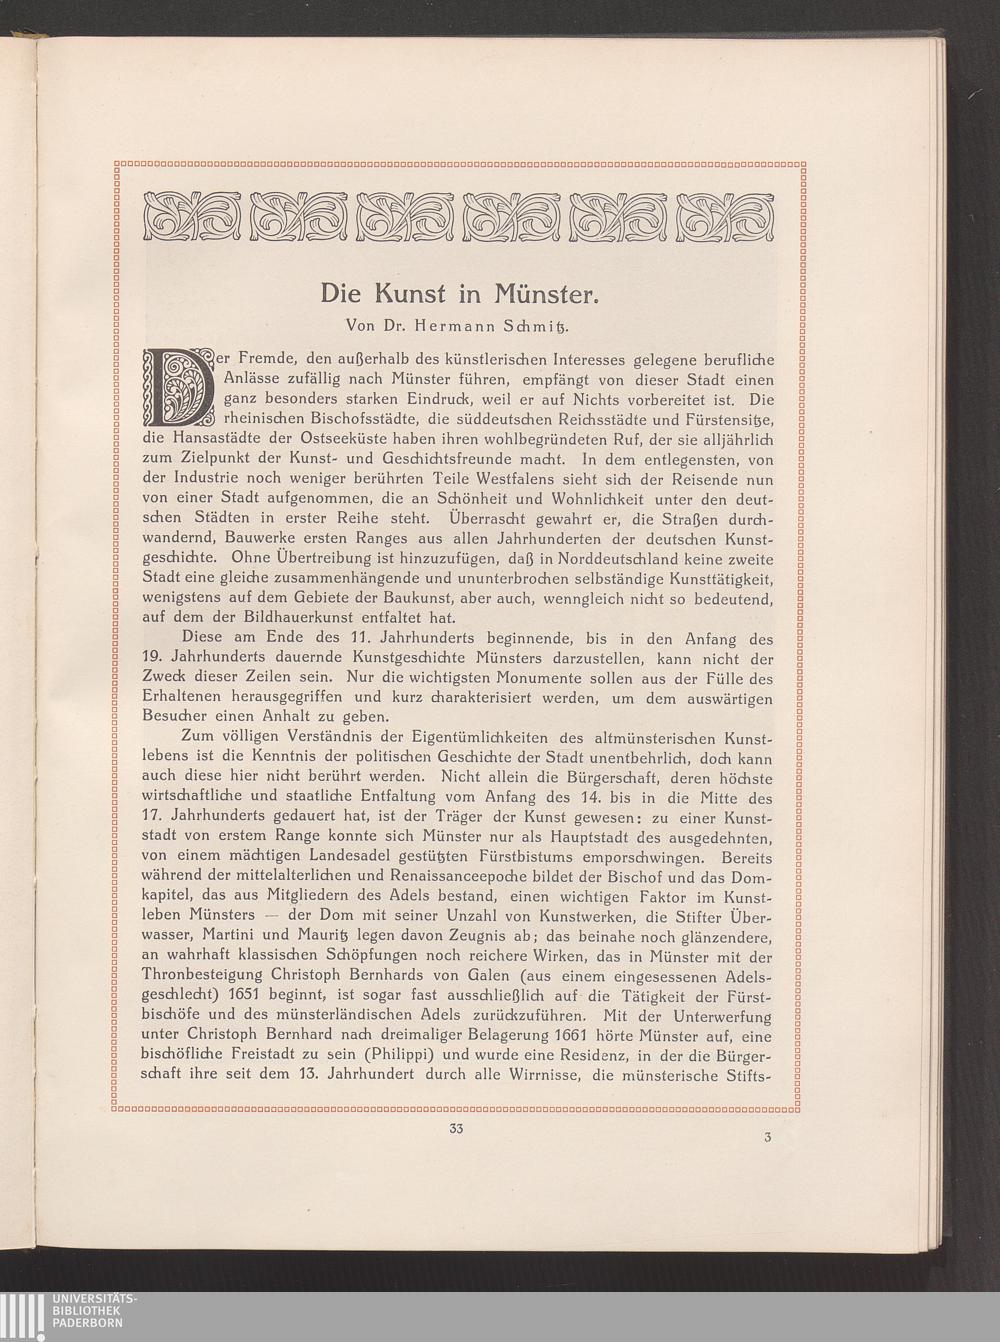 Die Kunst in Münster.
Von Dr. Hermann Schmitz.
Der Fremde, den außerhalb des künstlerischen Interesses gelegene berufliche
Anlässe zufällig nach Münster führen, empfängt von dieser Stadt einen
ganz besonders starken Eindruck, weil er auf Nichts vorbereitet ist. Die
rheinischen Bischofsstädte, die süddeutschen Reichsstädte und Fürstensitze,
die Hansastädte der Ostseeküste haben ihren wohlbegründeten Ruf, der sie alljährlich
zum Zielpunkt der Kunst- und Geschichtsfreunde macht. In dem entlegensten, von
der Industrie noch weniger berührten Teile Westfalens sieht sich der Reisende nun
von einer Stadt aufgenommen, die an Schönheit und Wohnlichkeit unter den deut-
schen Städten in erster Reihe steht. Überrascht gewahrt er, die Straßen durch-
wandernd, Bauwerke ersten Ranges aus allen Jahrhunderten der deutschen Kunst-
geschichte. Ohne Übertreibung ist hinzuzufügen, daß in Norddeutschland keine zweite
Stadt eine gleiche zusammenhängende und ununterbrochen selbständige Kunsttätigkeit,
wenigstens auf dem Gebiete der Baukunst, aber auch, wenngleich nicht so bedeutend,
auf dem der Bildhauerkunst entfaltet hat.
Diese am Ende des 11. Jahrhunderts beginnende, bis in den Anfang des
19. Jahrhunderts dauernde Kunstgeschichte Münsters darzustellen, kann nicht der
Zweck dieser Zeilen sein. Nur die wichtigsten Monumente sollen aus der Fülle des
Erhaltenen herausgegriffen und kurz charakterisiert werden, um dem auswärtigen
Besucher einen Anhalt zu geben.
Zum völligen Verständnis der Eigentümlichkeiten des altmünsterischen Kunst-
lebens ist die Kenntnis der politischen Geschichte der Stadt unentbehrlich, doch kann
auch diese hier nicht berührt werden. Nicht allein die Bürgerschaft, deren höchste
wirtschaftliche und staatliche Entfaltung vom Anfang des 14. bis in die Mitte des
17. Jahrhunderts gedauert hat, ist der Träger der Kunst gewesen: zu einer Kunst-
stadt von erstem Range konnte sich Münster nur als Hauptstadt des ausgedehnten,
von einem mächtigen Landesadel gestützten Fürstbistums emporschwingen. Bereits
während der mittelalterlichen und Renaissanceepoche bildet der Bischof und das Dom-
kapitel, das aus Mitgliedern des Adels bestand, einen wichtigen Faktor im Kunst-
leben Münsters — der Dom mit seiner Unzahl von Kunstwerken, die Stifter Über-
wasser, Martini und Mauritz legen davon Zeugnis ab; das beinahe noch glänzendere,
an wahrhaft klassischen Schöpfungen noch reichere Wirken, das in Münster mit der
Thronbesteigung Christoph Bernhards von Galen (aus einem eingesessenen Adels-
geschlecht) 1651 beginnt, ist sogar fast ausschließlich auf die Tätigkeit der Fürst-
bischöfe und des münsterländischen Adels zurückzuführen. Mit der Unterwerfung
unter Christoph Bernhard nach dreimaliger Belagerung 1661 hörte Münster auf, eine
bischöfliche Freistadt zu sein (Philippi) und wurde eine Residenz, in der die Bürger-
schaft ihre seit dem 13. Jahrhundert durch alle Wirrnisse, die münsterische Stifts-
33
3
UNIVERSITÄTS-
BIBLIOTHEK
PADERBORN